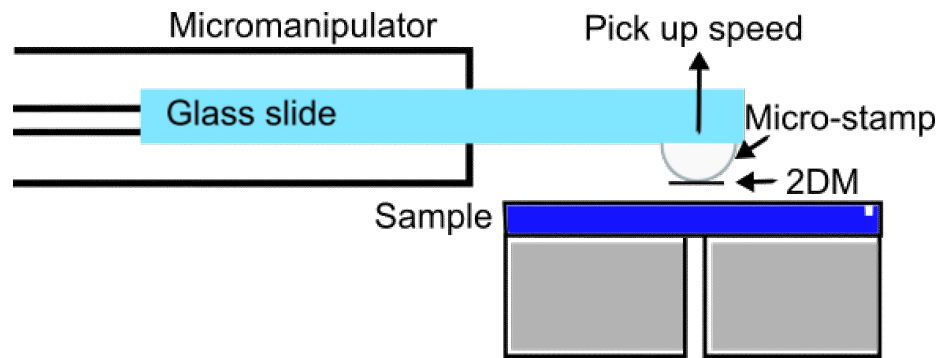 Micromanipulator
Pick up speed
Glass slide
Micro-stamp
2DM
Sample